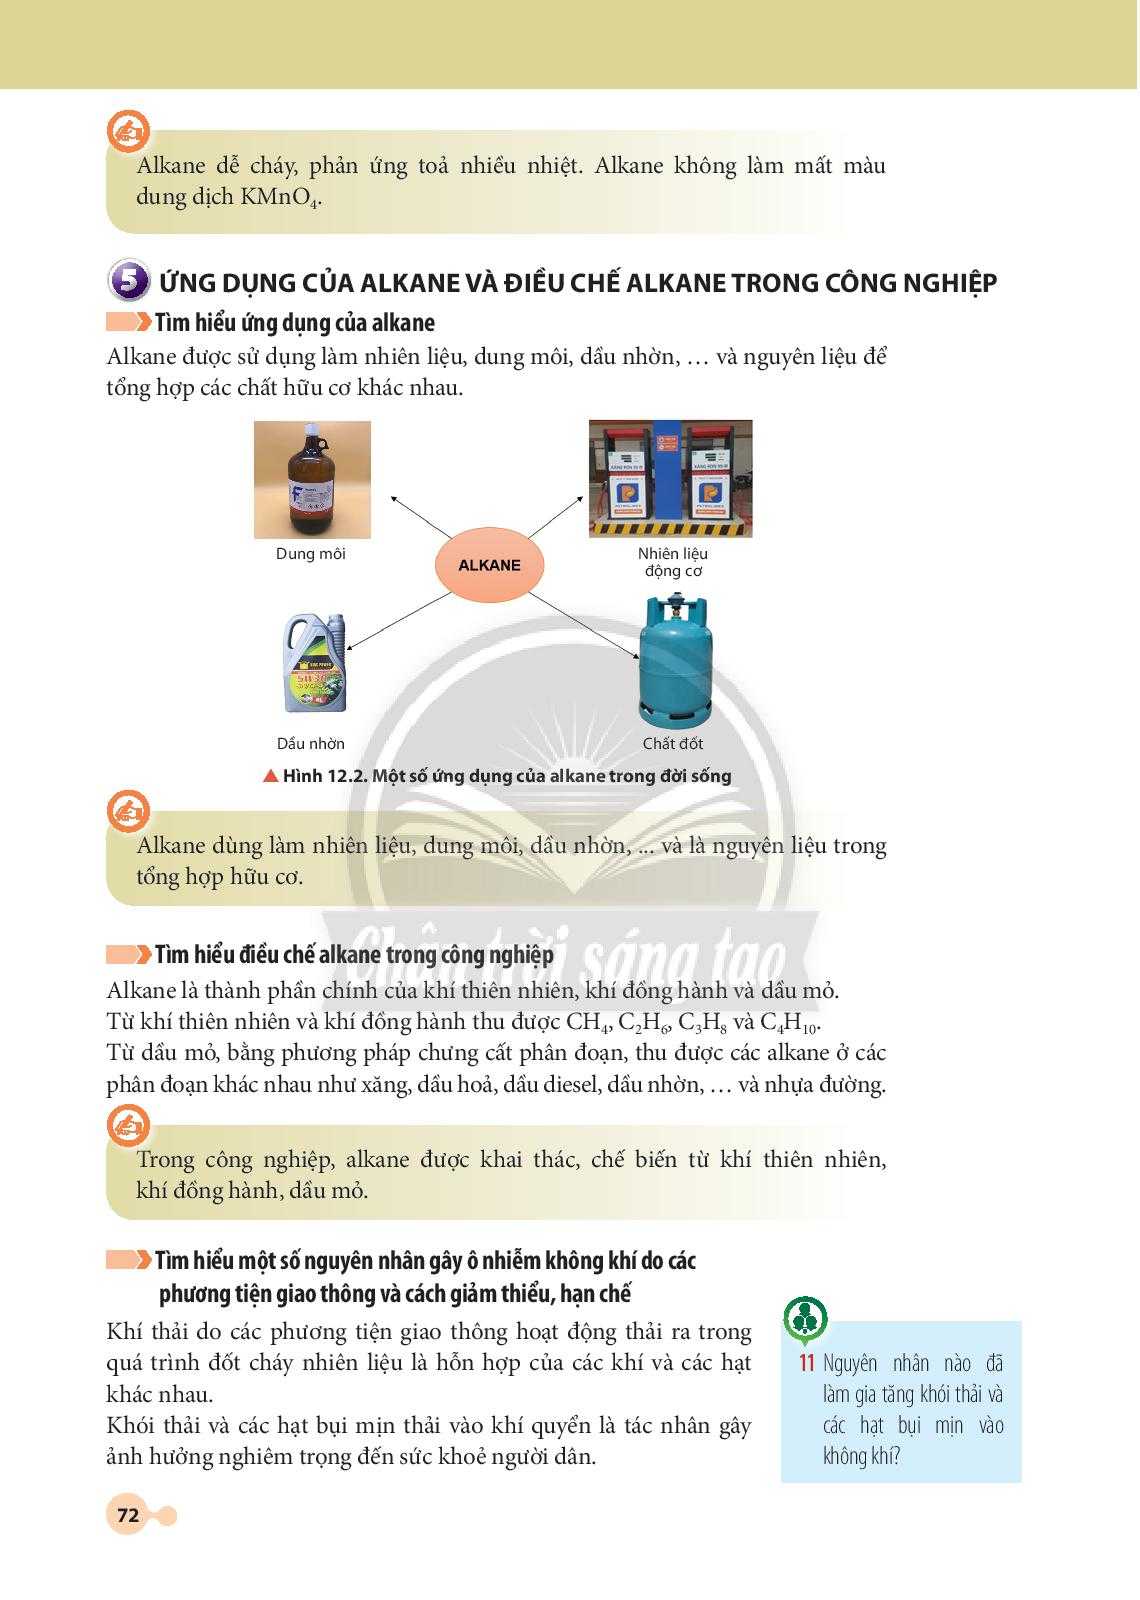 Alkane dễ cháy, phản ứng toả nhiều nhiệt. Alkane không làm mất màu
dung dịch KMnO₄.
5 ỨNG DỤNG CỦA ALKANE VÀ ĐIỀU CHẾ ALKANE TRONG CÔNG NGHIỆP
Tìm hiểu ứng dụng của alkane
Alkane được sử dụng làm nhiên liệu, dung môi, dầu nhờn, … và nguyên liệu để
tổng hợp các chất hữu cơ khác nhau.
Dung môi
ALKANE
Nhiên liệu
động cơ
Dầu nhờn
Chất đốt
▲ Hình 12.2. Một số ứng dụng của alkane trong đời sống
Alkane dùng làm nhiên liệu, dung môi, dầu nhờn, ... và là nguyên liệu trong
tổng hợp hữu cơ.
Chân trời sáng tạo
Tìm hiểu điều chế alkane trong công nghiệp
Alkane là thành phần chính của khí thiên nhiên, khí đồng hành và dầu mỏ.
Từ khí thiên nhiên và khí đồng hành thu được CH₄, C₂H₆, C₃H₈ và C₄H₁₀.
Từ dầu mỏ, bằng phương pháp chưng cất phân đoạn, thu được các alkane ở các
phân đoạn khác nhau như xăng, dầu hoả, dầu diesel, dầu nhờn, … và nhựa đường.
Trong công nghiệp, alkane được khai thác, chế biến từ khí thiên nhiên,
khí đồng hành, dầu mỏ.
Tìm hiểu một số nguyên nhân gây ô nhiễm không khí do các
phương tiện giao thông và cách giảm thiểu, hạn chế
Khí thải do các phương tiện giao thông hoạt động thải ra trong
quá trình đốt cháy nhiên liệu là hỗn hợp của các khí và các hạt
khác nhau.
Khói thải và các hạt bụi mịn thải vào khí quyển là tác nhân gây
ảnh hưởng nghiêm trọng đến sức khoẻ người dân.
11 Nguyên nhân nào đã
làm gia tăng khói thải và
các hạt bụi mịn vào
không khí?
72